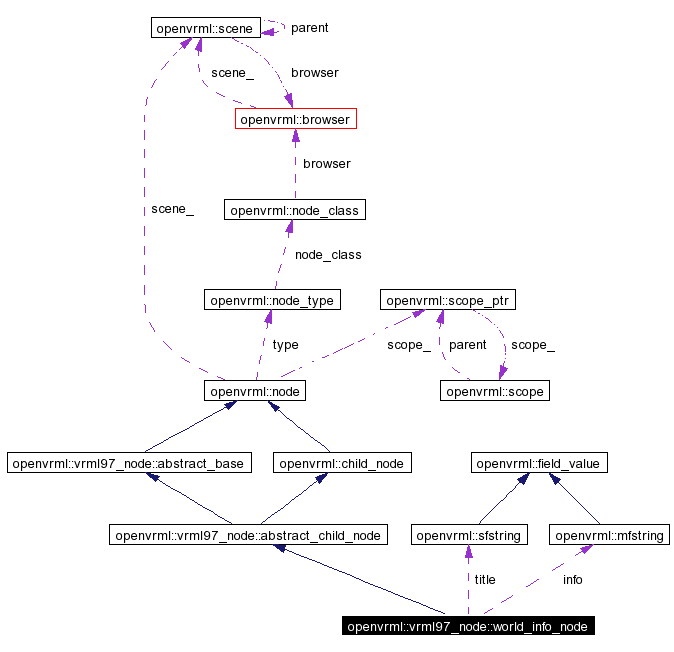 openvrml::scene
parent
scene_
browser
openvrml::browser
browser
scene_
openvrml::node_class
node_class
openvrml::node_type
openvrml::scope_ptr
type
scope_
parent
scope_
openvrml::node
openvrml::scope
openvrml::vrml97_node::abstract_base
openvrml::child_node
openvrml::field_value
openvrml::vrml97_node::abstract_child_node
openvrml::sfstring
openvrml::mfstring
title
info
openvrml::vrml97_node::world_info_node